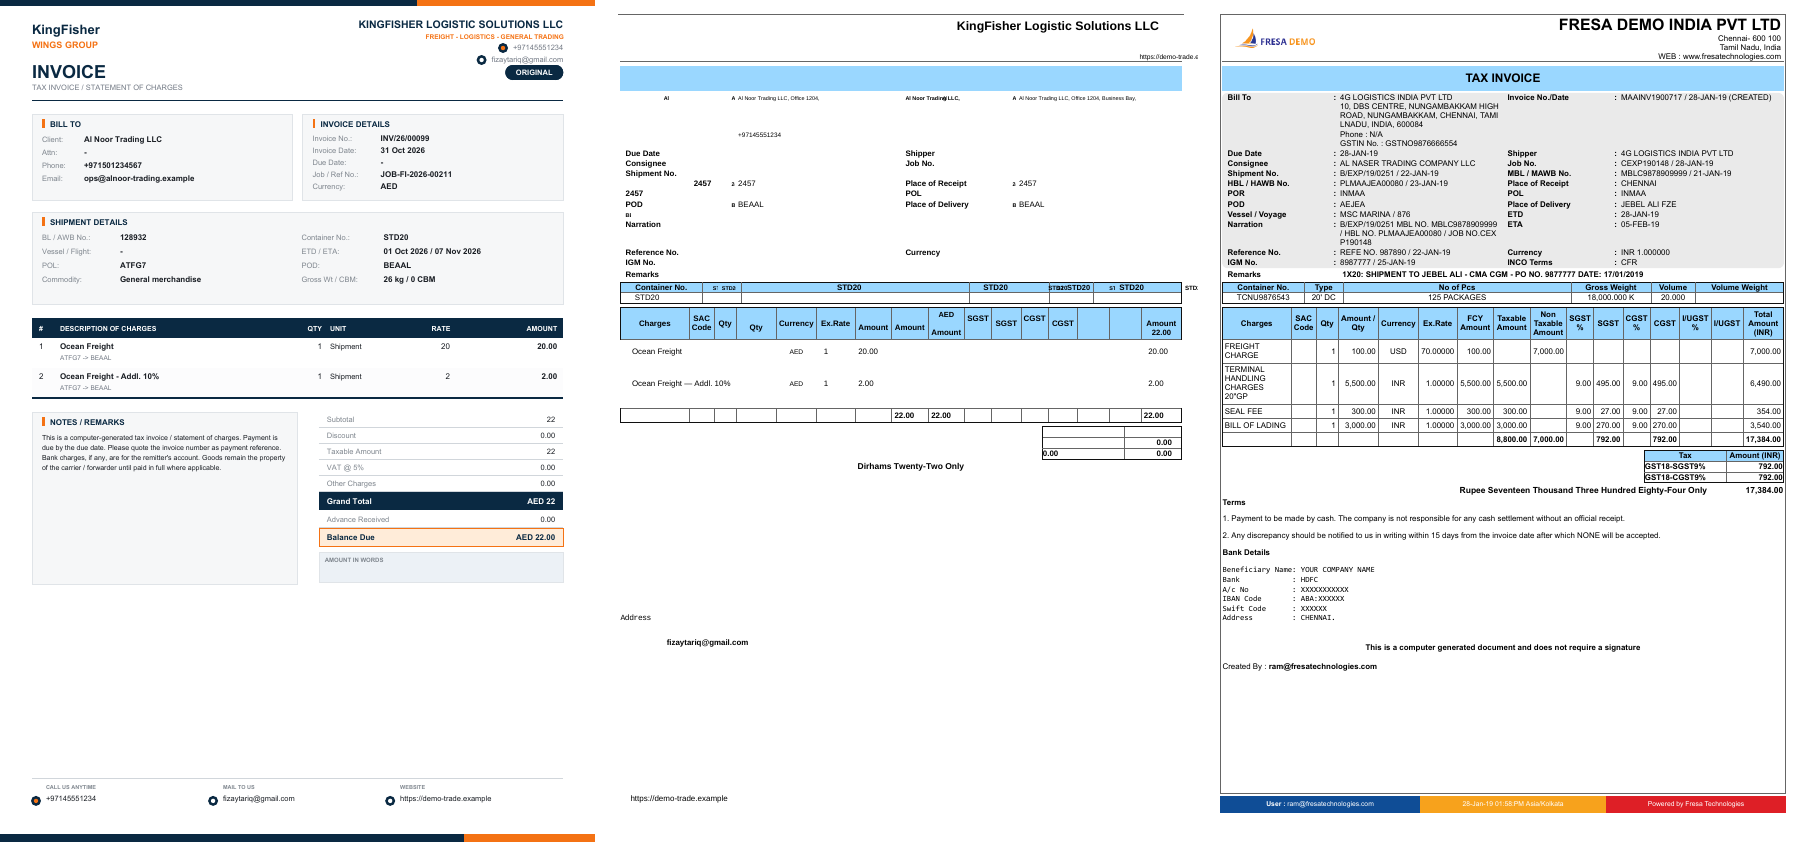 KingFisher
WINGS GROUP
KINGFISHER LOGISTIC SOLUTIONS LLC
FREIGHT - LOGISTICS - GENERAL TRADING
+97145551234
fizaytariq@gmail.com
ORIGINAL
INVOICE
TAX INVOICE / STATEMENT OF CHARGES
BILL TO
Client: Al Noor Trading LLC
Attn: -
Phone: +971501234567
Email: ops@alnoor-trading.example
INVOICE DETAILS
Invoice No.: INV/26/00099
Invoice Date: 31 Oct 2026
Due Date: -
Job / Ref No.: JOB-FI-2026-00211
Currency: AED
SHIPMENT DETAILS
BL / AWB No.: 128932 Container No.: STD20
Vessel / Flight: - ETD / ETA: 01 Oct 2026 / 07 Nov 2026
POL: ATFG7 POD: BEAAL
Commodity: General merchandise Gross Wt / CBM: 26 kg / 0 CBM
# DESCRIPTION OF CHARGES QTY UNIT RATE AMOUNT
1 Ocean Freight 1 Shipment 20 20.00
ATFG7 -> BEAAL
2 Ocean Freight - Addl. 10% 1 Shipment 2 2.00
ATFG7 -> BEAAL
NOTES / REMARKS
This is a computer-generated tax invoice / statement of charges. Payment is
due by the due date. Please quote the invoice number as payment reference.
Bank charges, if any, are for the remitter's account. Goods remain the property
of the carrier / forwarder until paid in full where applicable.
Subtotal 22
Discount 0.00
Taxable Amount 22
VAT @ 5% 0.00
Other Charges 0.00
Grand Total AED 22
Advance Received 0.00
Balance Due AED 22.00
AMOUNT IN WORDS
CALL US ANYTIME MAIL TO US WEBSITE
+97145551234 fizaytariq@gmail.com https://demo-trade.example
KingFisher Logistic Solutions LLC
https://demo-trade.e
Al A Al Noor Trading LLC, Office 1204, A Al Noor Trading LLC, Office 1204, Business Bay,
+97145551234
Due Date Shipper
Consignee Job No.
Shipment No.
2457 2 2457 Place of Receipt 2 2457
2457 POL
POD B BEAAL Place of Delivery B BEAAL
BI
Narration
Reference No. Currency
IGM No.
Remarks
Container No. ST STD2 STD20 STD20 STD20 ST STD20 STD:
STD20
Charges SAC Code Qty Qty Currency Ex.Rate Amount Amount AED Amount SGST SGST CGST CGST Amount 22.00
Ocean Freight AED 1 20.00 20.00
Ocean Freight — Addl. 10% AED 1 2.00 2.00
22.00 22.00 22.00
0.00
0.00 0.00
Dirhams Twenty-Two Only
Address
fizaytariq@gmail.com
https://demo-trade.example
FRESA DEMO
FRESA DEMO INDIA PVT LTD
Chennai- 600 100
Tamil Nadu, India
WEB : www.fresatechnologies.com
TAX INVOICE
Bill To : 4G LOGISTICS INDIA PVT LTD Invoice No./Date : MAAINV1900717 / 28-JAN-19 (CREATED)
10, DBS CENTRE, NUNGAMBAKKAM HIGH
ROAD, NUNGAMBAKKAM, CHENNAI, TAMI
LNADU, INDIA, 600084
Phone : N/A
GSTIN No. : GSTNO9876666554
Due Date : 28-JAN-19 Shipper : 4G LOGISTICS INDIA PVT LTD
Consignee : AL NASER TRADING COMPANY LLC Job No. : CEXP190148 / 28-JAN-19
Shipment No. : B/EXP/19/0251 / 22-JAN-19 MBL / MAWB No. : MBLC9878909999 / 21-JAN-19
HBL / HAWB No. : PLMAAJEA00080 / 23-JAN-19 Place of Receipt : CHENNAI
POR : INMAA POL : INMAA
POD : AEJEA Place of Delivery : JEBEL ALI FZE
Vessel / Voyage : MSC MARINA / 876 ETD : 28-JAN-19
Narration : B/EXP/19/0251 MBL NO. MBLC9878909999 ETA : 05-FEB-19
/ HBL NO. PLMAAJEA00080 / JOB NO.CEX
P190148
Reference No. : REFE NO. 987890 / 22-JAN-19 Currency : INR 1.000000
IGM No. : 8987777 / 25-JAN-19 INCO Terms : CFR
Remarks 1X20: SHIPMENT TO JEBEL ALI - CMA CGM - PO NO. 9877777 DATE: 17/01/2019
Container No. Type No of Pcs Gross Weight Volume Volume Weight
TCNU9876543 20' DC 125 PACKAGES 18,000.000 K 20.000
Charges SAC Code Qty Amount / Qty Currency Ex.Rate FCY Amount Taxable Amount Non Taxable Amount SGST % SGST CGST % CGST I/UGST % I/UGST Total Amount (INR)
FREIGHT CHARGE 1 100.00 USD 70.00000 100.00 7,000.00 7,000.00
TERMINAL HANDLING CHARGES 20"GP 1 5,500.00 INR 1.00000 5,500.00 5,500.00 9.00 495.00 9.00 495.00 6,490.00
SEAL FEE 1 300.00 INR 1.00000 300.00 300.00 9.00 27.00 9.00 27.00 354.00
BILL OF LADING 1 3,000.00 INR 1.00000 3,000.00 3,000.00 9.00 270.00 9.00 270.00 3,540.00
8,800.00 7,000.00 792.00 792.00 17,384.00
Tax Amount (INR)
GST18-SGST9% 792.00
GST18-CGST9% 792.00
Rupee Seventeen Thousand Three Hundred Eighty-Four Only 17,384.00
Terms
1. Payment to be made by cash. The company is not responsible for any cash settlement without an official receipt.
2. Any discrepancy should be notified to us in writing within 15 days from the invoice date after which NONE will be accepted.
Bank Details
Beneficiary Name: YOUR COMPANY NAME
Bank : HDFC
A/c No : XXXXXXXXXXX
IBAN Code : ABA:XXXXXX
Swift Code : XXXXXX
Address : CHENNAI.
This is a computer generated document and does not require a signature
Created By : ram@fresatechnologies.com
User : ram@fresatechnologies.com
28-Jan-19 01:58:PM Asia/Kolkata
Powered by Fresa Technologies